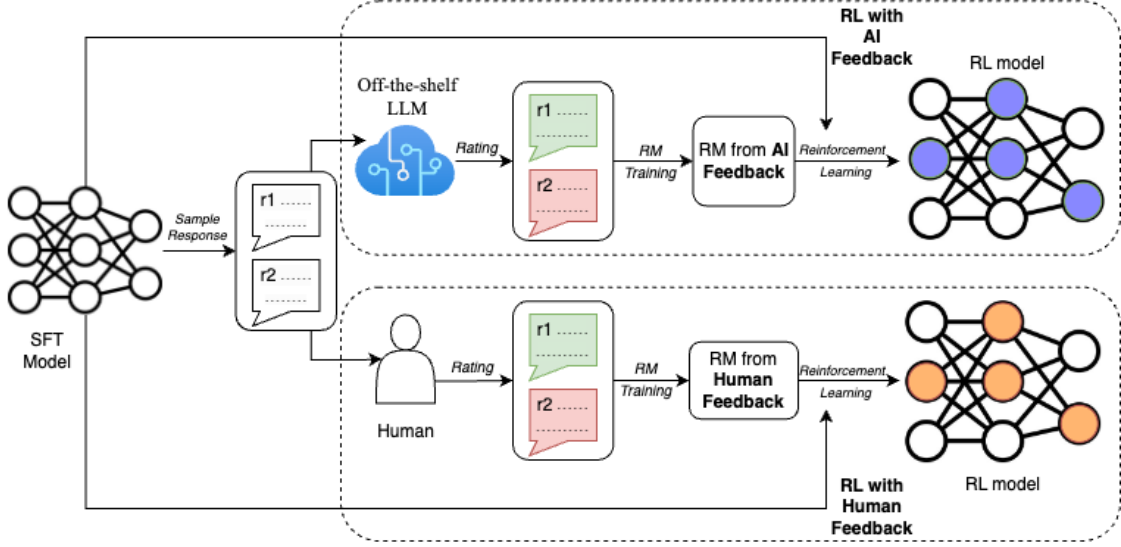 SFT
Model
Sample
Response
r1 ......
r2 ......
RL with
AI
Feedback
Off-the-shelf
LLM
Rating
r1 ......
............
r2 ......
............
RM
Training
RM from AI
Feedback
Reinforcement
Learning
RL model
Human
Rating
r1 ......
............
r2 ......
............
RM
Training
RM from
Human
Feedback
Reinforcement
Learning
RL with
Human
Feedback
RL model